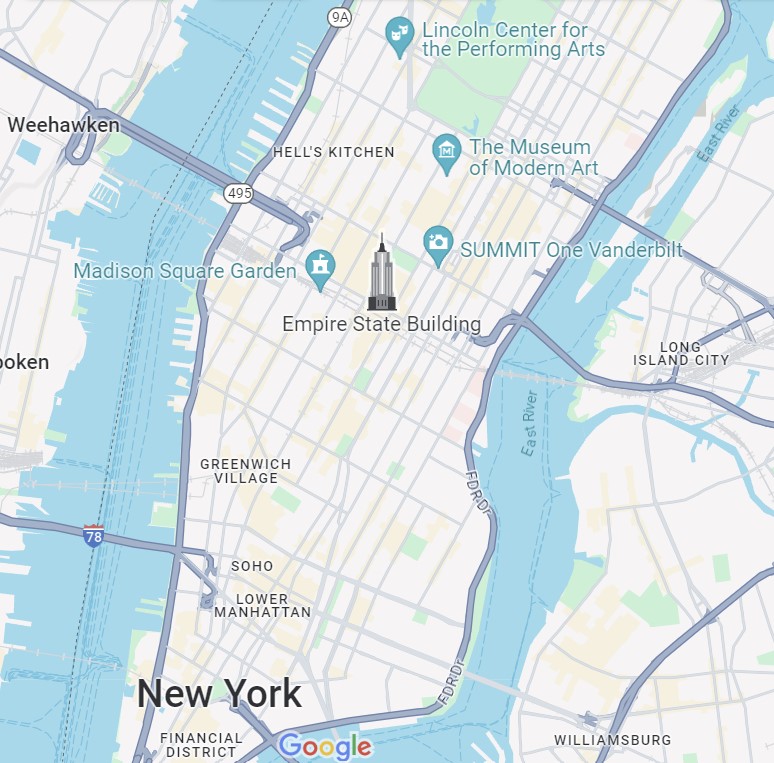 9A
Lincoln Center for
the Performing Arts
Weehawken
East River
HELL'S KITCHEN
The Museum
of Modern Art
495
SUMMIT One Vanderbilt
Madison Square Garden
Empire State Building
LONG
ISLAND CITY
oken
East River
GREENWICH
VILLAGE
FDR Dr
78
SOHO
LOWER
MANHATTAN
FDR Dr
New York
FINANCIAL
DISTRICT
Google
WILLIAMSBURG